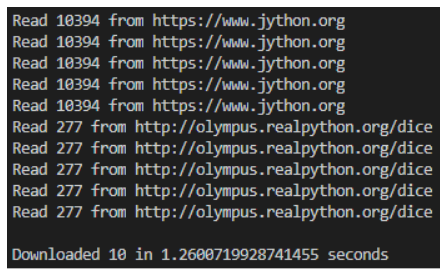 Read 10394 from https://www.jython.org
Read 10394 from https://www.jython.org
Read 10394 from https://www.jython.org
Read 10394 from https://www.jython.org
Read 10394 from https://www.jython.org
Read 277 from http://olympus.realpython.org/dice
Read 277 from http://olympus.realpython.org/dice
Read 277 from http://olympus.realpython.org/dice
Read 277 from http://olympus.realpython.org/dice
Read 277 from http://olympus.realpython.org/dice
Downloaded 10 in 1.2600719928741455 seconds